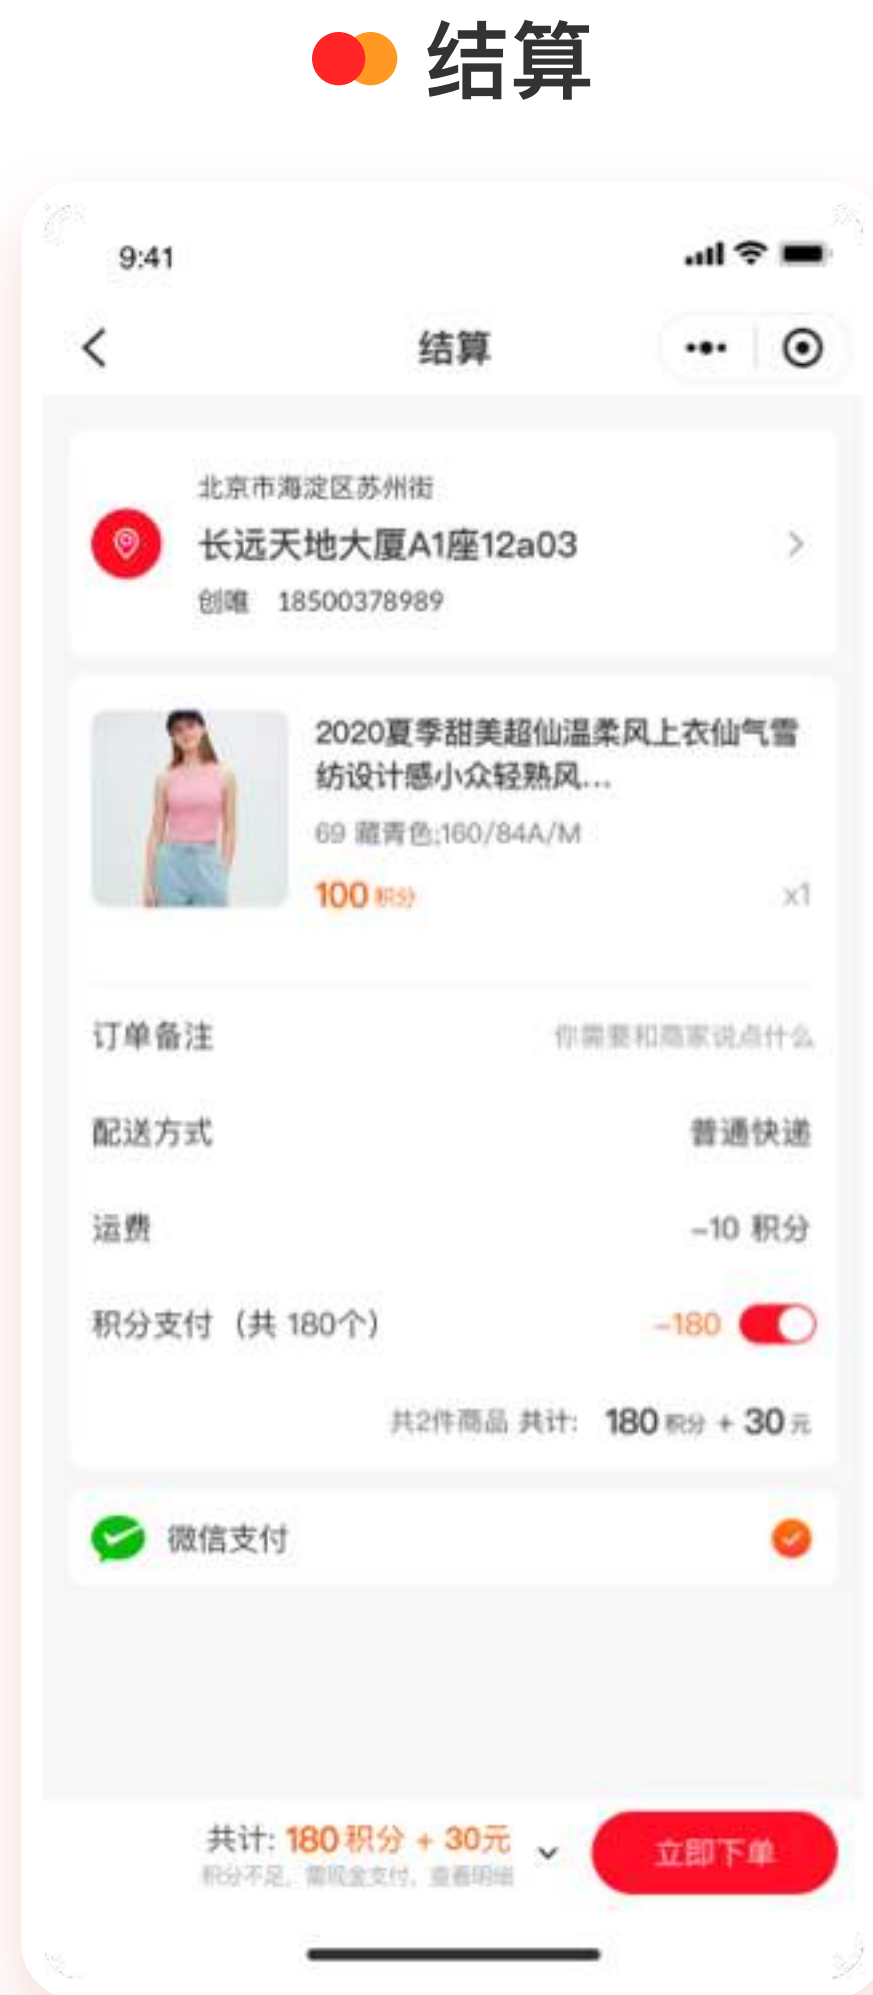 结算
9:41
结算
北京市海淀区苏州街
长远天地大厦A1座12a03
创唯 18500378989
2020夏季甜美超仙温柔风上衣仙气雪
纺设计感小众轻熟风...
69 藏青色;160/84A/M
100 积分 x1
订单备注 你需要和商家说点什么
配送方式 普通快递
运费 -10 积分
积分支付（共 180个） -180
共2件商品 共计: 180 积分 + 30 元
微信支付
共计: 180 积分 + 30元
积分不足，需现金支付，查看明细
立即下单